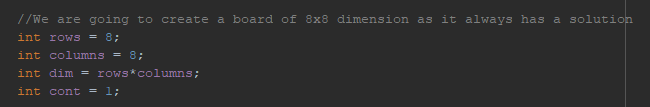 //We are going to create a board of 8x8 dimension as it always has a solution
int rows = 8;
int columns = 8;
int dim = rows*columns;
int cont = 1;